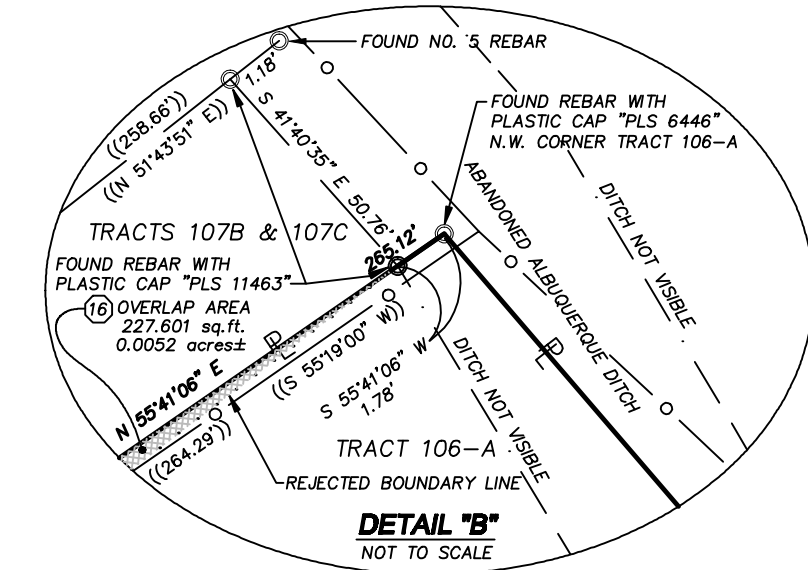 FOUND NO. 5 REBAR
1.18'
((258.66'))
((N 51°43'51" E))
S 41°40'35" E 50.76'
FOUND REBAR WITH
PLASTIC CAP "PLS 6446"
N.W. CORNER TRACT 106-A
ABANDONED ALBUQUERQUE DITCH
DITCH NOT VISIBLE
TRACTS 107B & 107C
265.12'
FOUND REBAR WITH
PLASTIC CAP "PLS 11463"
16 OVERLAP AREA
227.601 sq.ft.
0.0052 acres±
N 55°41'06" E
PL
((S 55°19'00" W))
S 55°41'06" W
1.78'
PL
DITCH NOT VISIBLE
((264.29'))
TRACT 106-A
REJECTED BOUNDARY LINE
DETAIL "B"
NOT TO SCALE